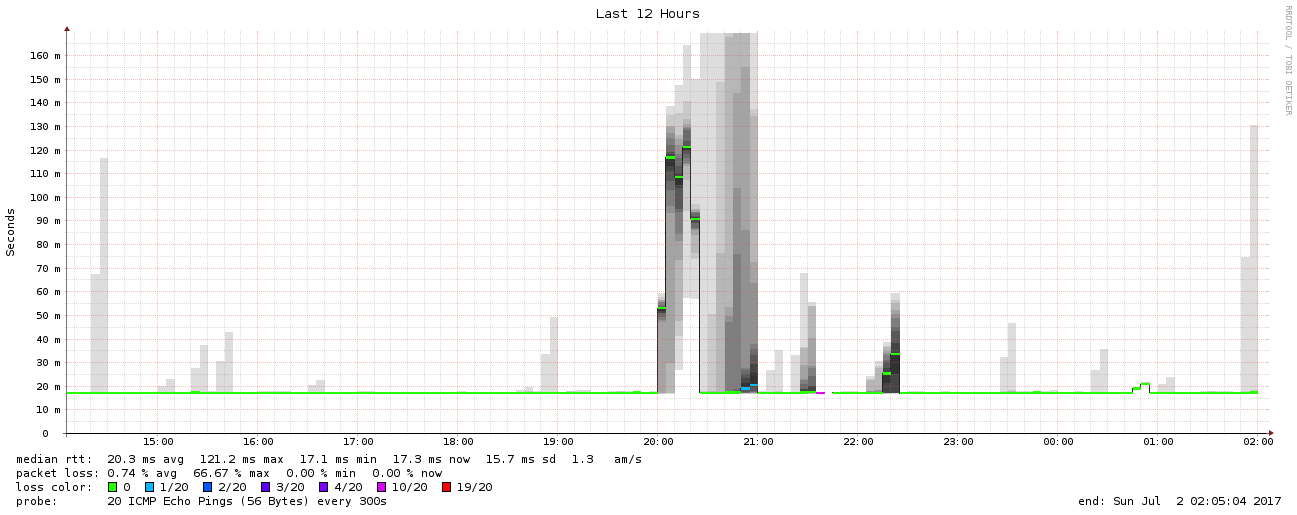 Last 12 Hours
RRDTOOL / TOBI OETIKER
Seconds
160 m
150 m
140 m
130 m
120 m
110 m
100 m
90 m
80 m
70 m
60 m
50 m
40 m
30 m
20 m
10 m
0
15:00 16:00 17:00 18:00 19:00 20:00 21:00 22:00 23:00 00:00 01:00 02:00
median rtt: 20.3 ms avg 121.2 ms max 17.1 ms min 17.3 ms now 15.7 ms sd 1.3 am/s
packet loss: 0.74 % avg 66.67 % max 0.00 % min 0.00 % now
loss color: 0 1/20 2/20 3/20 4/20 10/20 19/20
probe: 20 ICMP Echo Pings (56 Bytes) every 300s end: Sun Jul 2 02:05:04 2017